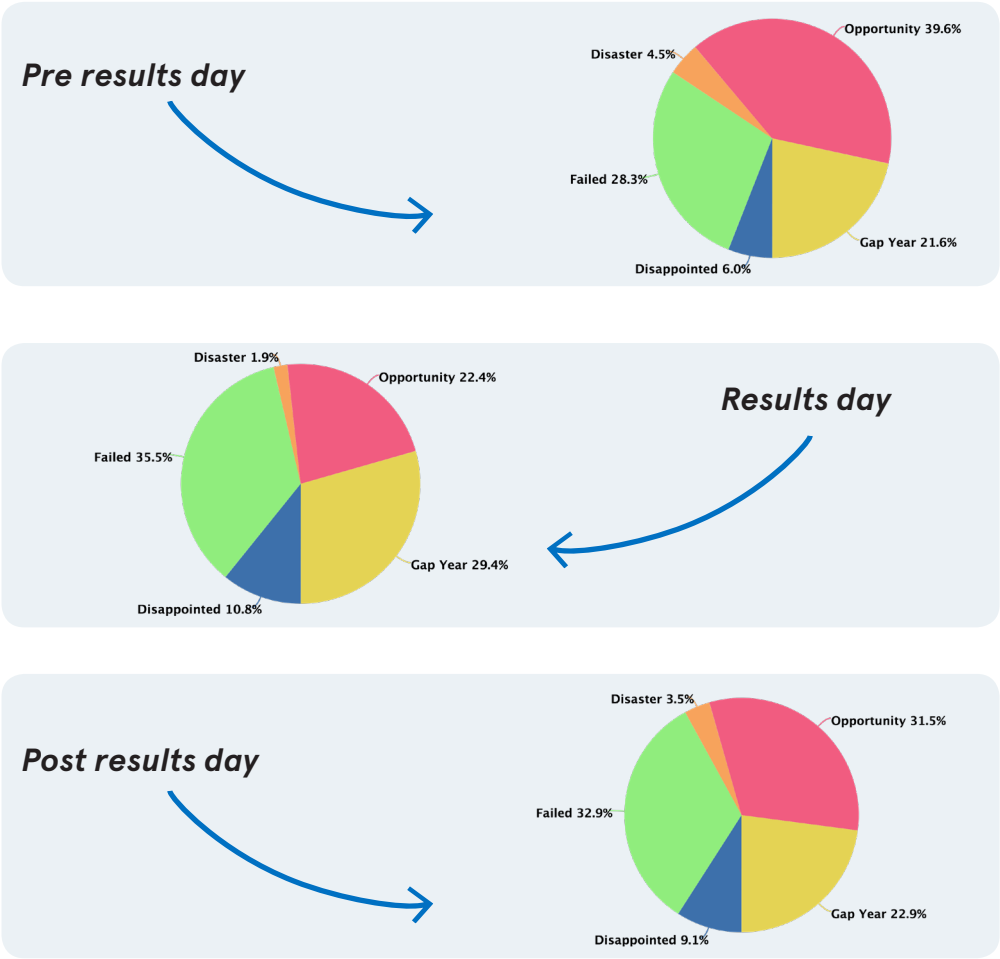 Pre results day
Opportunity 39.6%
Disaster 4.5%
Failed 28.3%
Gap Year 21.6%
Disappointed 6.0%
Results day
Disaster 1.9%
Opportunity 22.4%
Failed 35.5%
Gap Year 29.4%
Disappointed 10.8%
Post results day
Disaster 3.5%
Opportunity 31.5%
Failed 32.9%
Gap Year 22.9%
Disappointed 9.1%